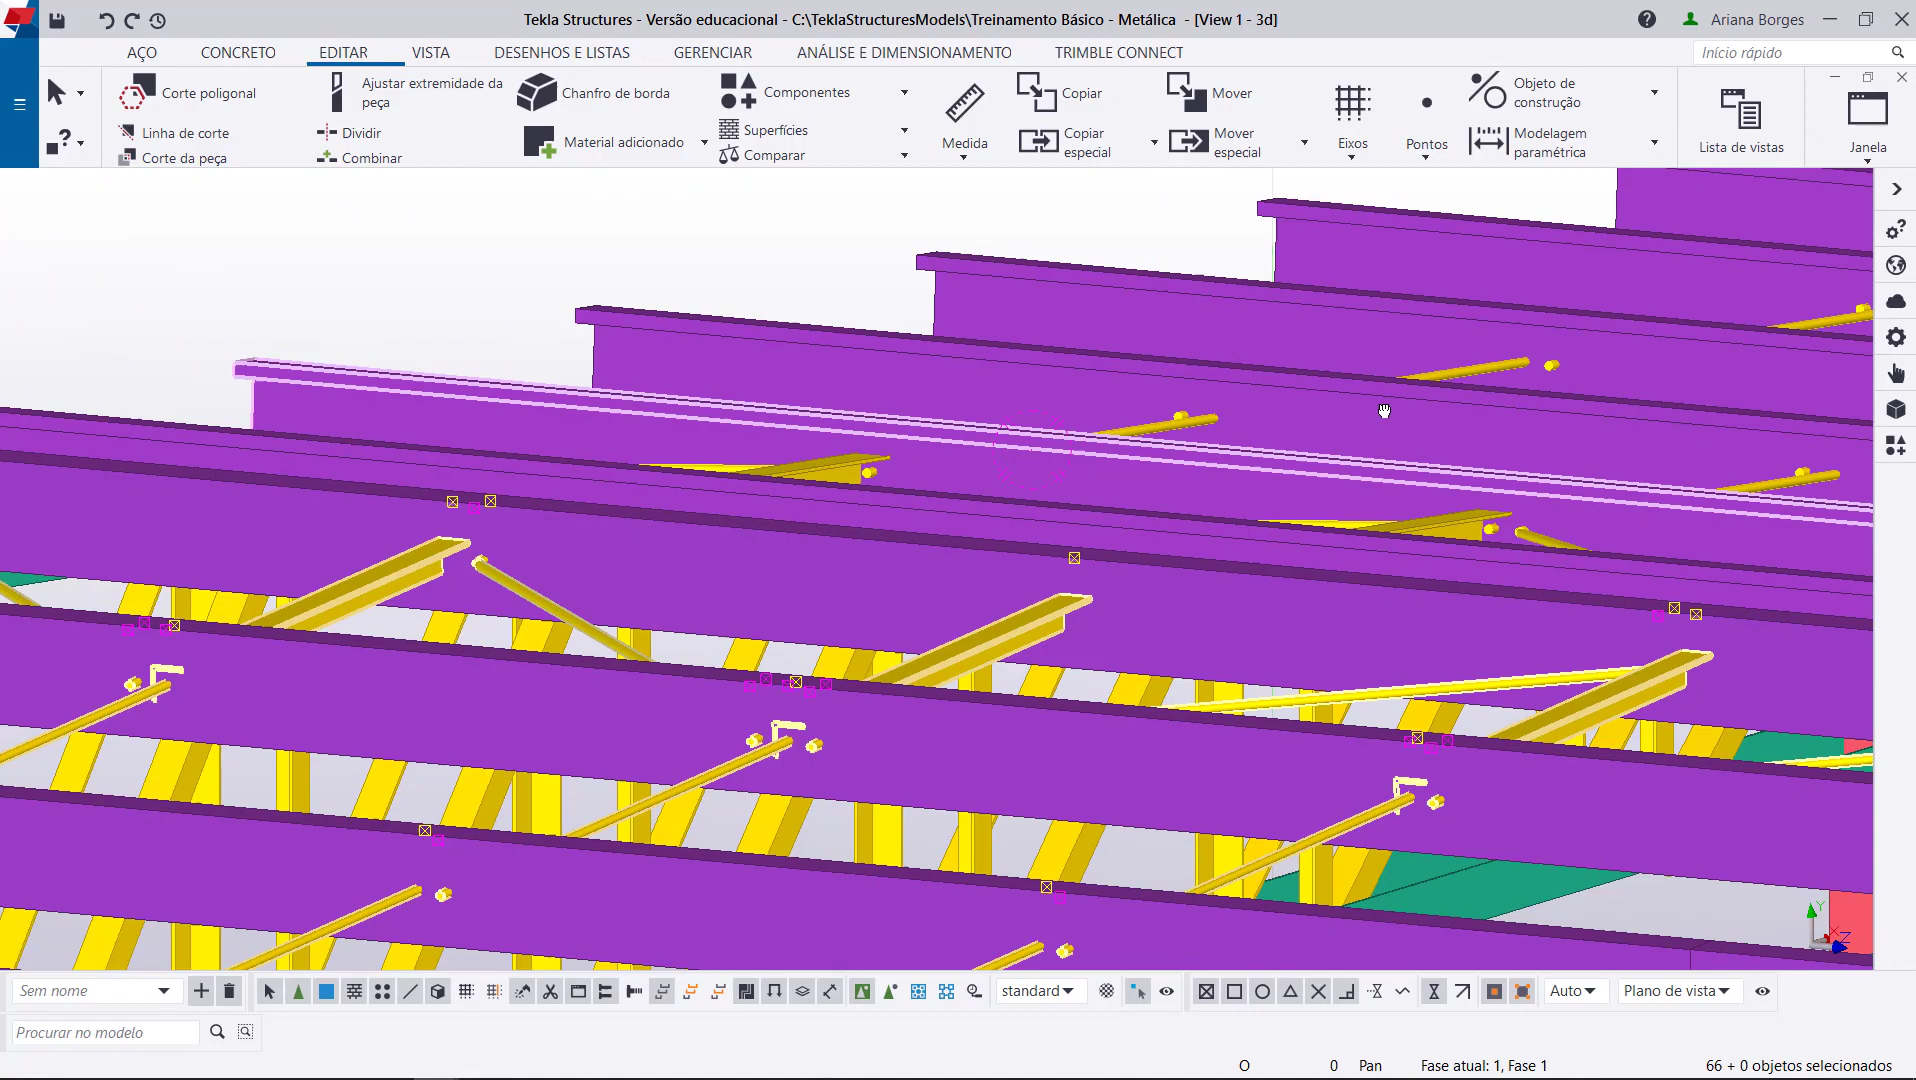 Tekla Structures - Versão educacional - C:\TeklaStructuresModels\Treinamento Básico - Metálica - [View 1 - 3d]
Ariana Borges
AÇO
CONCRETO
EDITAR
VISTA
DESENHOS E LISTAS
GERENCIAR
ANÁLISE E DIMENSIONAMENTO
TRIMBLE CONNECT
Início rápido
Corte poligonal
Linha de corte
Corte da peça
Ajustar extremidade da
peça
Dividir
Combinar
Chanfro de borda
Material adicionado
Componentes
Superfícies
Comparar
Medida
Copiar
Copiar
especial
Mover
Mover
especial
Eixos
Pontos
Objeto de
construção
Modelagem
paramétrica
Lista de vistas
Janela
Y
X
Z
Sem nome
standard
Auto
Plano de vista
Procurar no modelo
O
0
Pan
Fase atual: 1, Fase 1
66 + 0 objetos selecionados